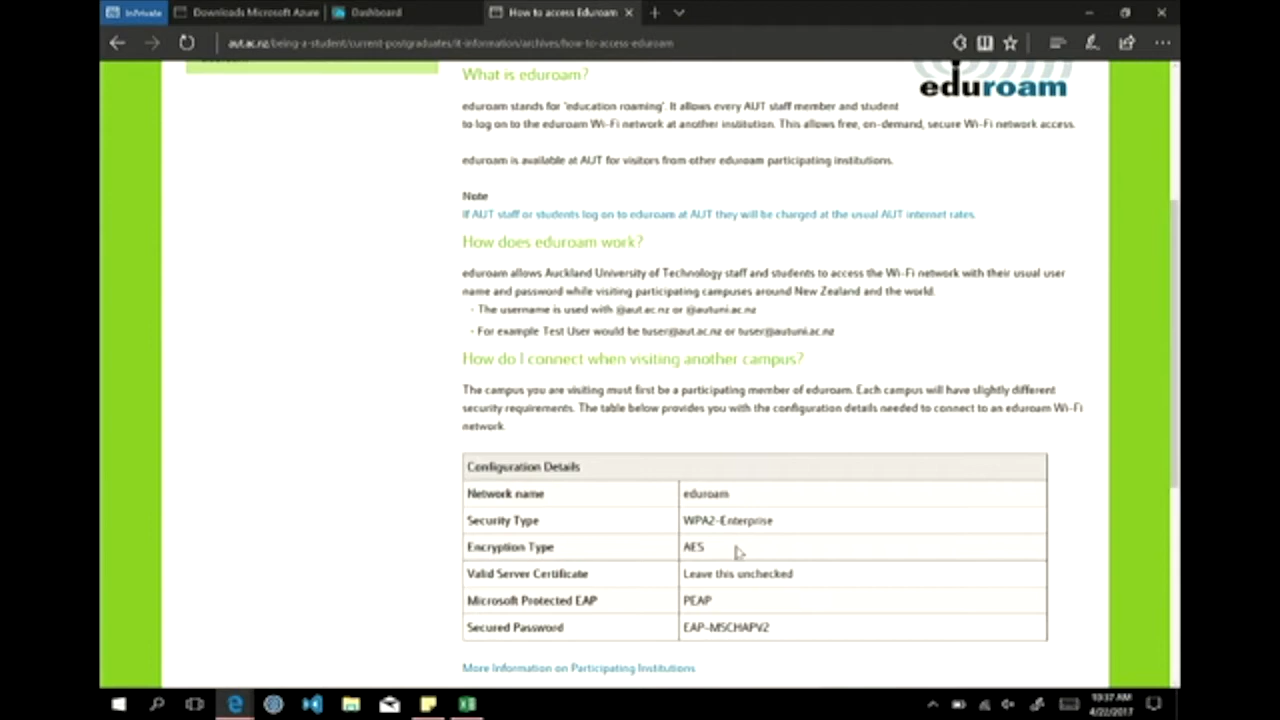 InPrivate
Downloads Microsoft Azure
Dashboard
How to access Eduroam
aut.ac.nz/being-a-student/current-postgraduates/it-information/archives/how-to-access-eduroam
eduroam
What is eduroam?
eduroam stands for 'education roaming'. It allows every AUT staff member and student
to log on to the eduroam Wi-Fi network at another institution. This allows free, on-demand, secure Wi-Fi network access.
eduroam is available at AUT for visitors from other eduroam participating institutions.
Note
If AUT staff or students log on to eduroam at AUT they will be charged at the usual AUT internet rates.
How does eduroam work?
eduroam allows Auckland University of Technology staff and students to access the Wi-Fi network with their usual user
name and password while visiting participating campuses around New Zealand and the world.
- The username is used with @aut.ac.nz or @autuni.ac.nz
- For example Test User would be tuser@aut.ac.nz or tuser@autuni.ac.nz
How do I connect when visiting another campus?
The campus you are visiting must first be a participating member of eduroam. Each campus will have slightly different
security requirements. The table below provides you with the configuration details needed to connect to an eduroam Wi-Fi
network.
Configuration Details
Network name eduroam
Security Type WPA2-Enterprise
Encryption Type AES
Valid Server Certificate Leave this unchecked
Microsoft Protected EAP PEAP
Secured Password EAP-MSCHAPV2
More Information on Participating Institutions
10:37 AM
4/22/2017